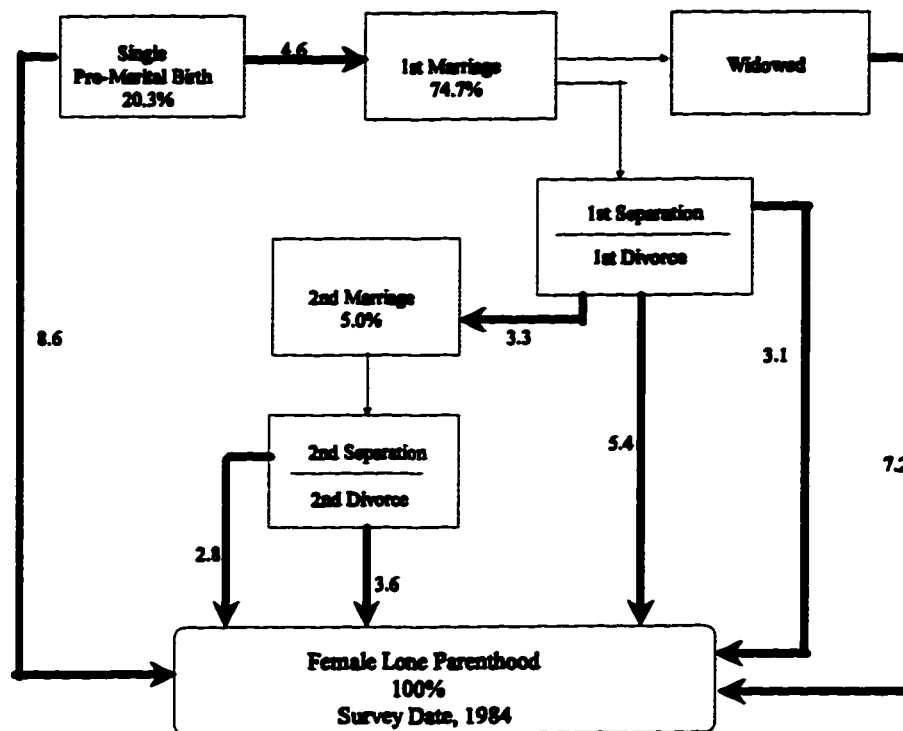 Single
Pre-Marital Birth
20.3%
4.6
1st Marriage
74.7%
Widowed
1st Separation
1st Divorce
2nd Marriage
5.0%
3.3
8.6
3.1
5.4
7.2
2nd Separation
2nd Divorce
2.8
3.6
Female Lone Parenthood
100%
Survey Date, 1984